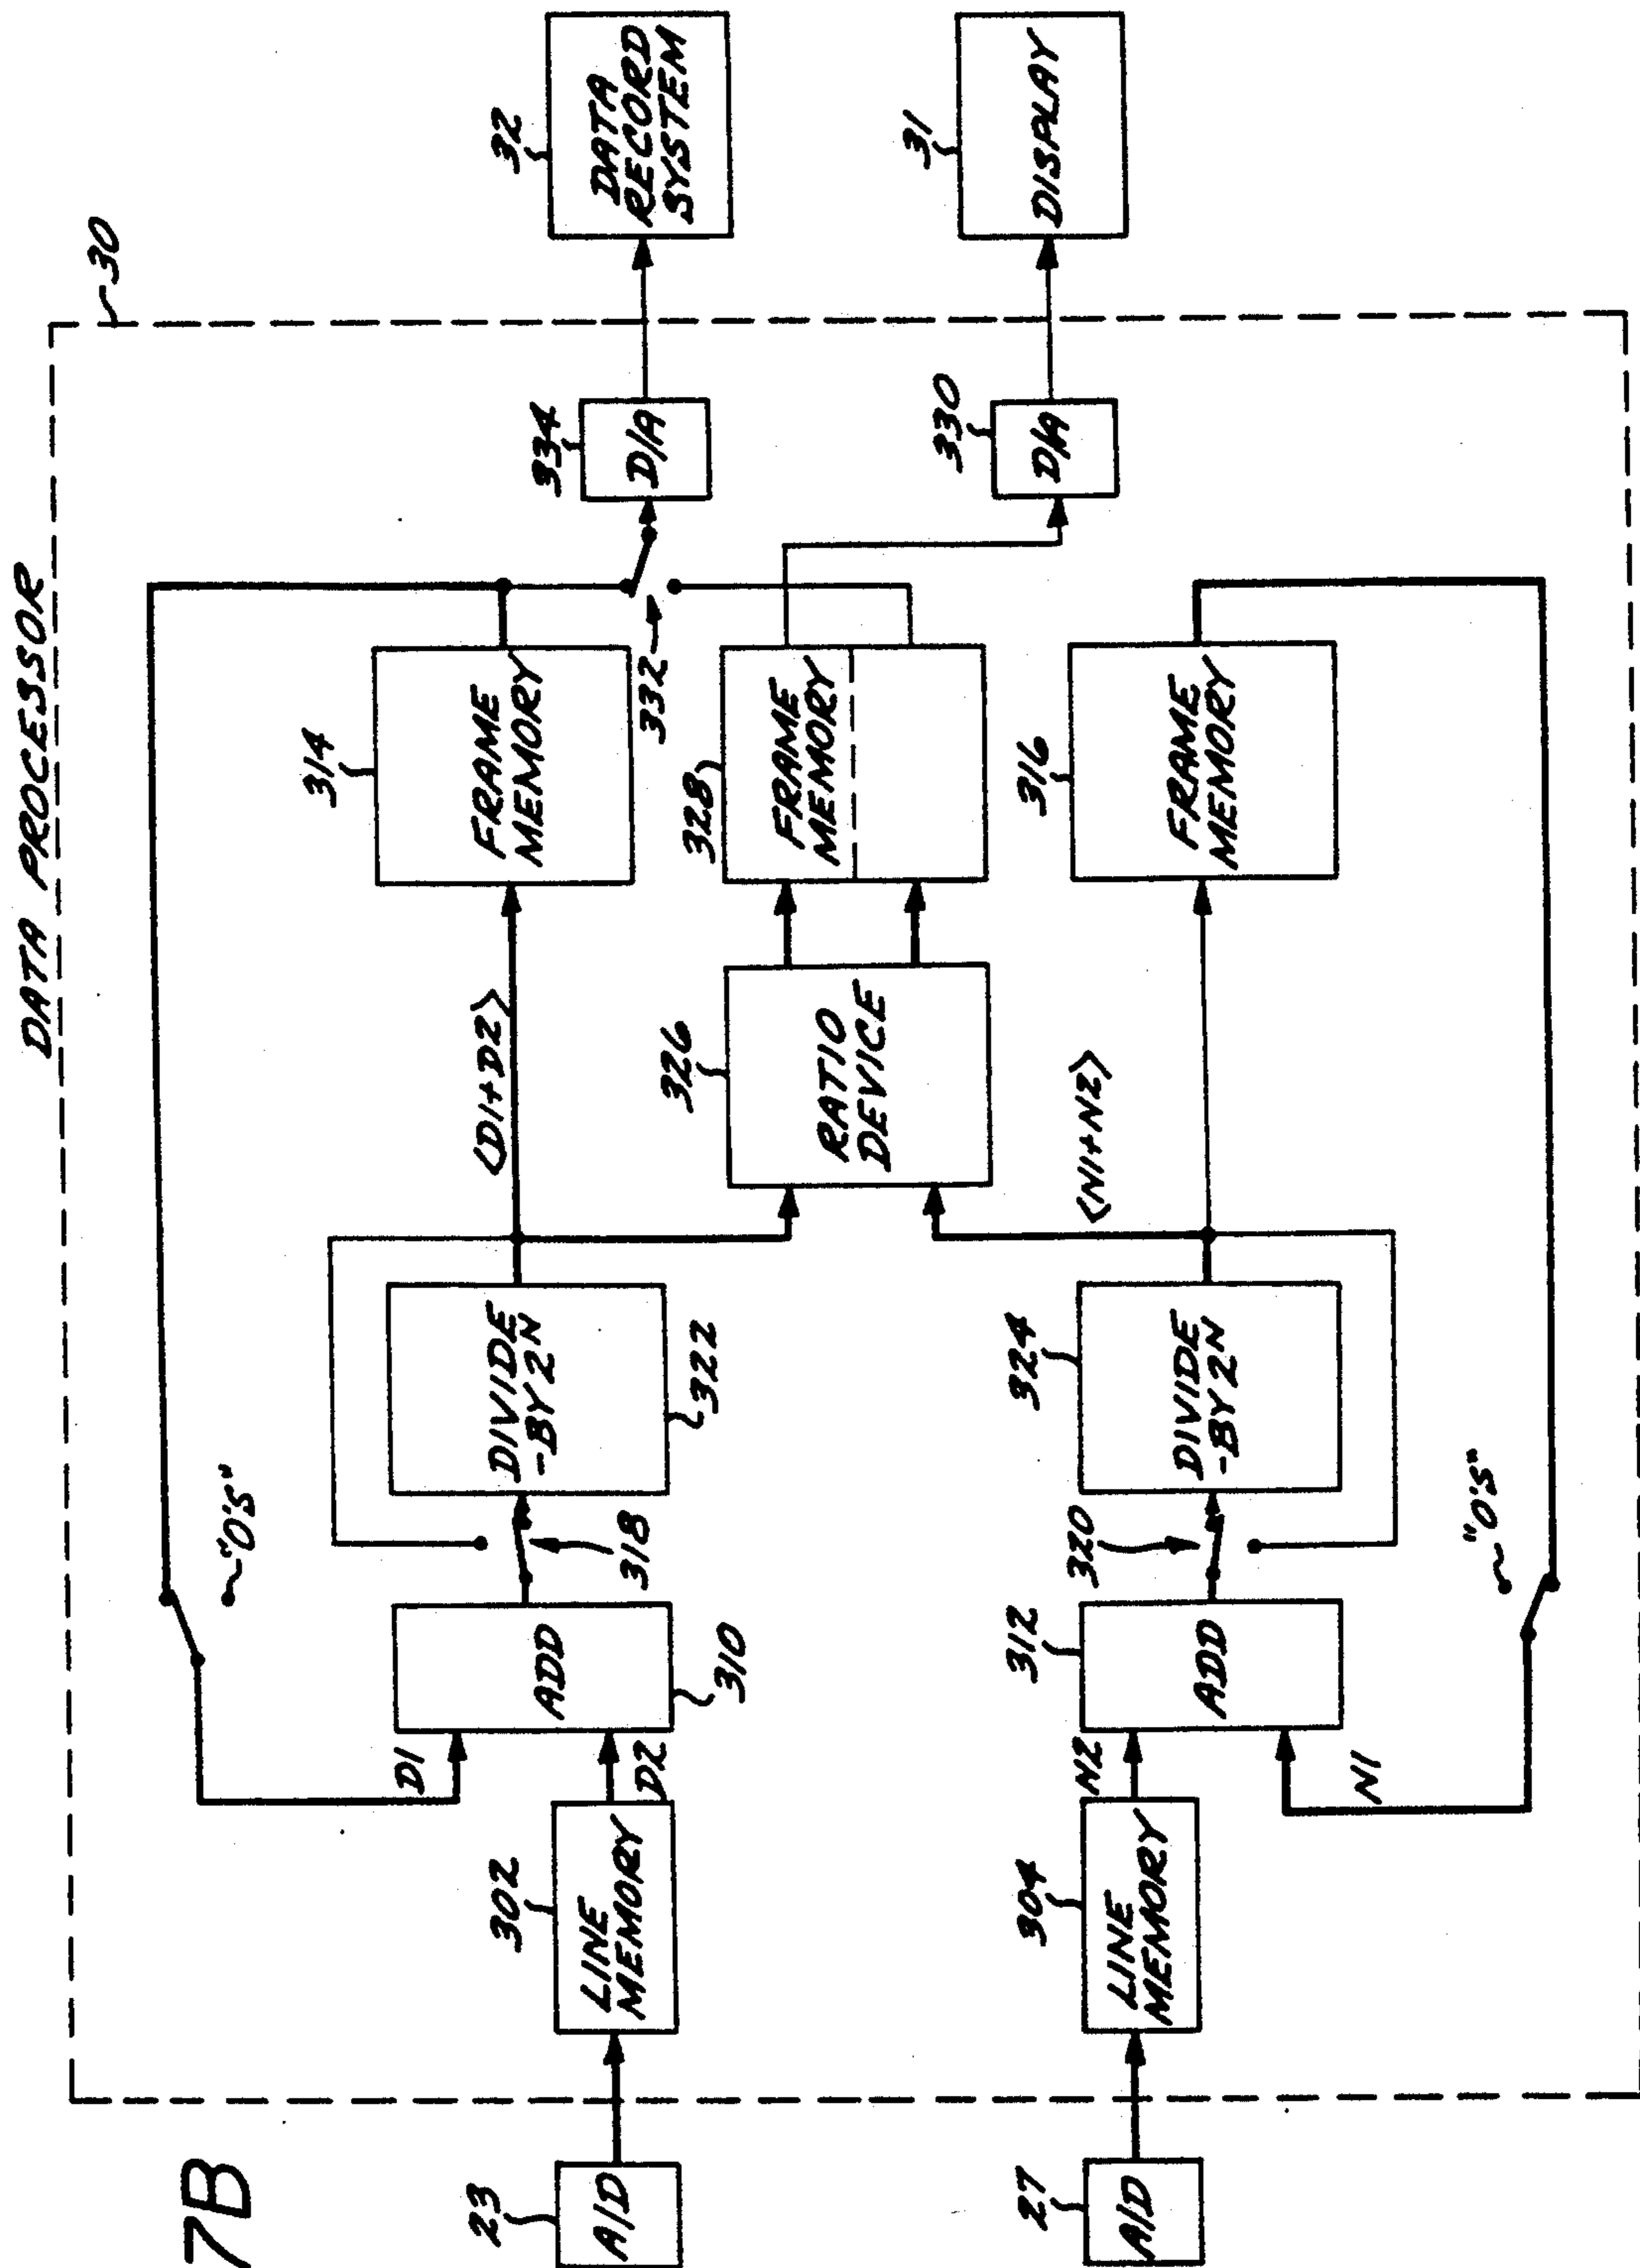 7B
DATA PROCESSOR
30
23
A/D
302
LINE
MEMORY
D1
D2
ADD
310
"0'S"
318
DIVIDE
-BY 2N
322
<D1+D2>
314
FRAME
MEMORY
332
334
D/A
32
DATA
RECORD
SYSTEM
326
RATIO
DEVICE
328
FRAME
MEMORY
330
D/A
31
DISPLAY
27
A/D
304
LINE
MEMORY
N2
N1
312
ADD
320
"0'S"
324
DIVIDE
-BY 2N
<N1+N2>
316
FRAME
MEMORY